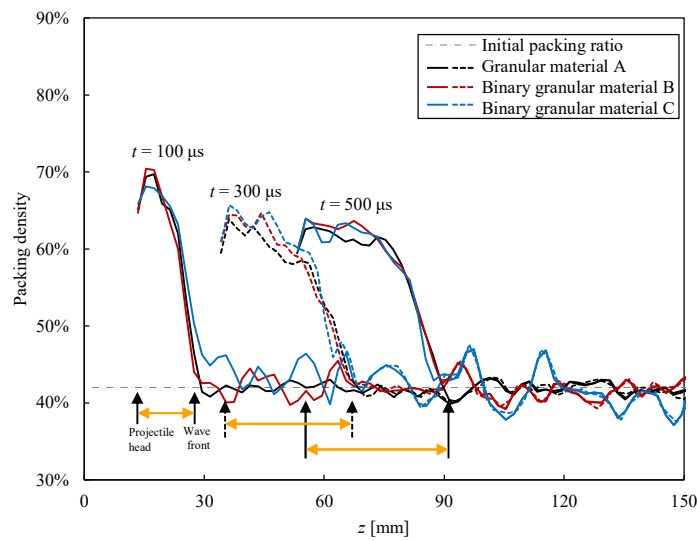 90%
80%
70%
60%
50%
40%
30%
Packing density
Initial packing ratio
Granular material A
Binary granular material B
Binary granular material C
t = 100 μs
t = 300 μs
t = 500 μs
Projectile
head
Wave
front
0
30
60
90
120
150
z [mm]